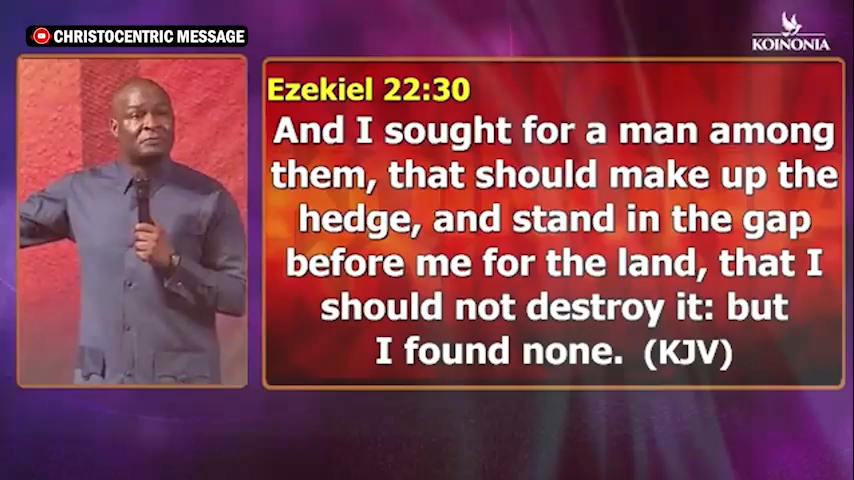 CHRISTOCENTRIC MESSAGE
KOINONIA
Ezekiel 22:30
And I sought for a man among
them, that should make up the
hedge, and stand in the gap
before me for the land, that I
should not destroy it: but
I found none. (KJV)